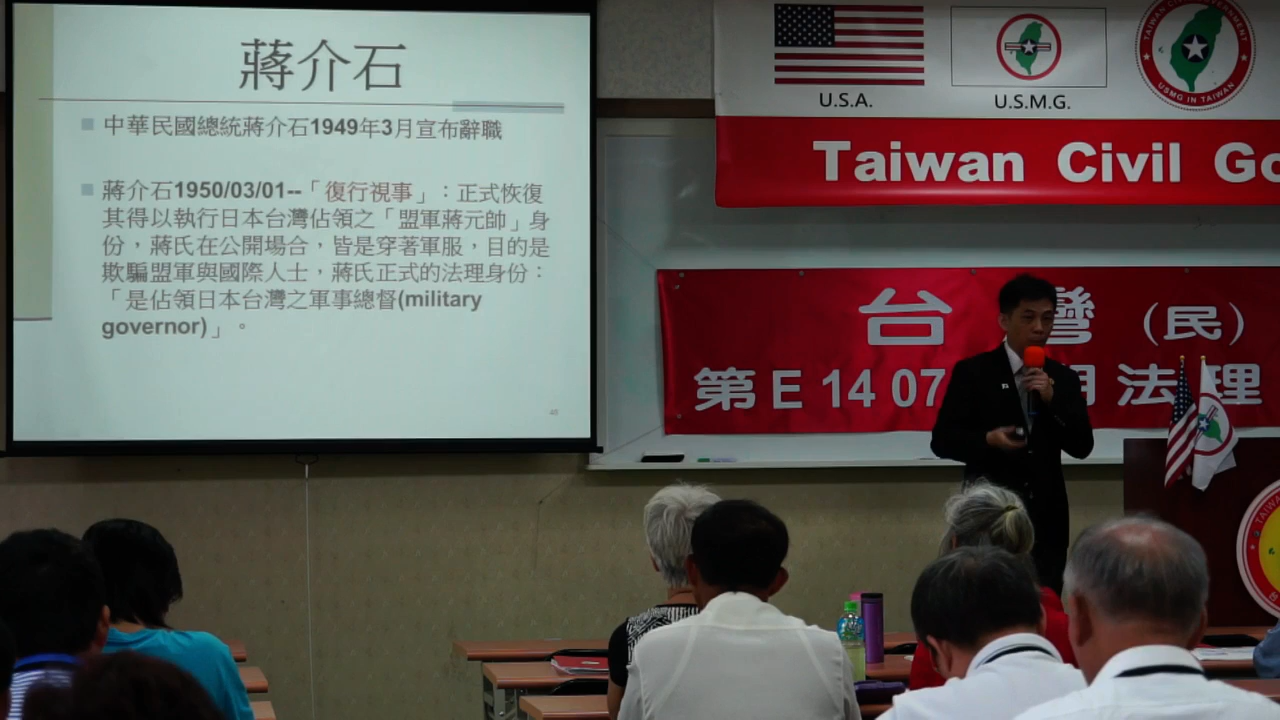 蔣介石
中華民國總統蔣介石1949年3月宣布辭職
蔣介石1950/03/01--「復行視事」：正式恢復
其得以執行日本台灣佔領之「盟軍蔣元帥」身
份，蔣氏在公開場合，皆是穿著軍服，目的是
欺騙盟軍與國際人士，蔣氏正式的法理身份：
「是佔領日本台灣之軍事總督(military
governor)」。
48
U.S.A.
U.S.M.G.
USMG IN TAIWAN
Taiwan Civil Go
台灣（民）
第E 14 07 期法理